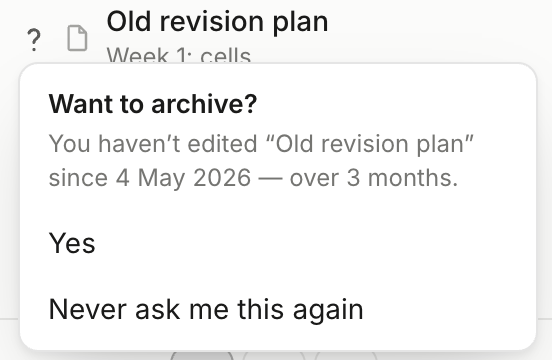 ?
Old revision plan
Week 1: cells
Want to archive?
You haven’t edited “Old revision plan”
since 4 May 2026 — over 3 months.
Yes
Never ask me this again